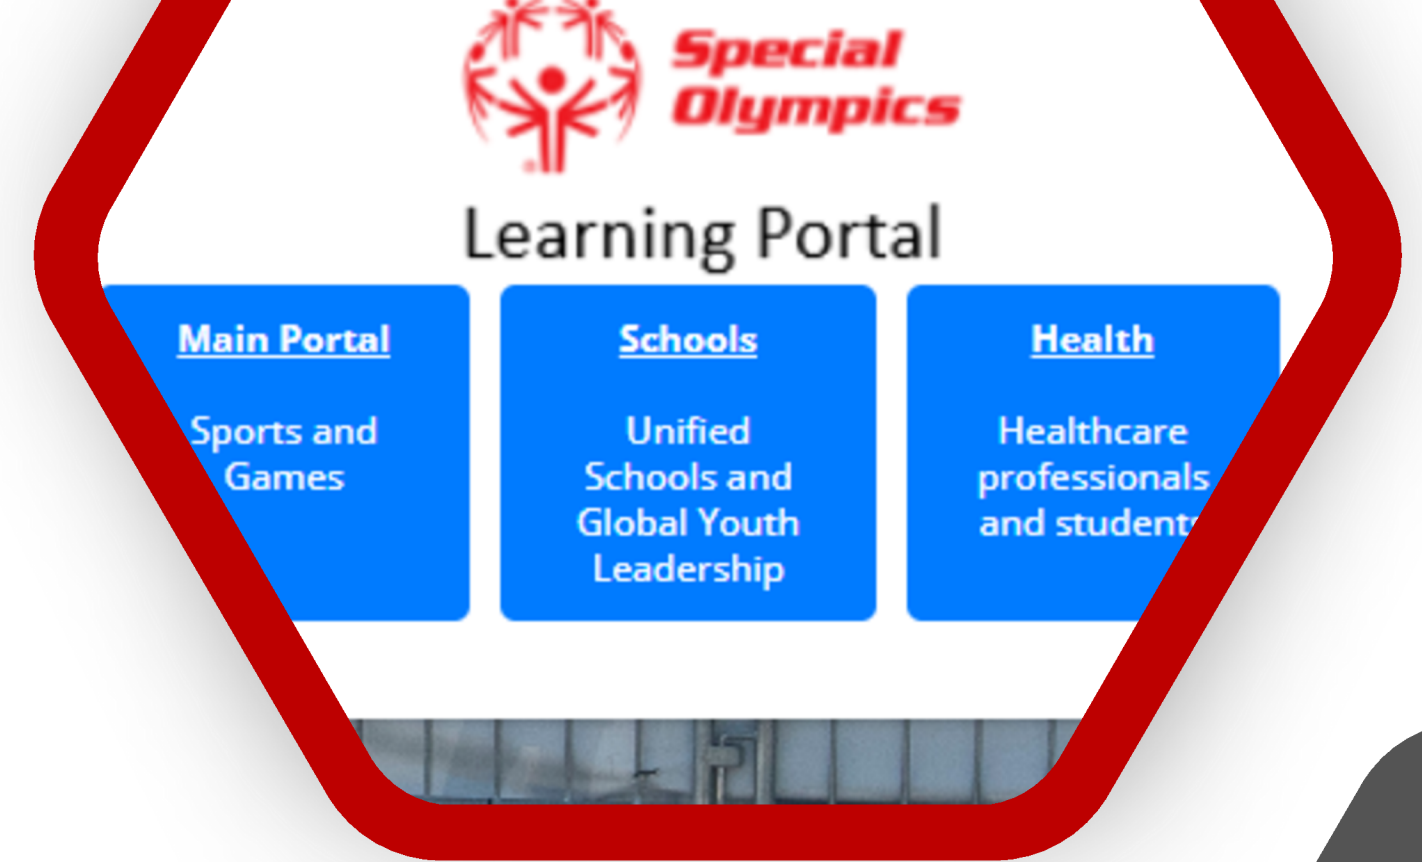 Special
Olympics
Learning Portal
Main Portal
Sports and
Games
Schools
Unified
Schools and
Global Youth
Leadership
Health
Healthcare
professionals
and students